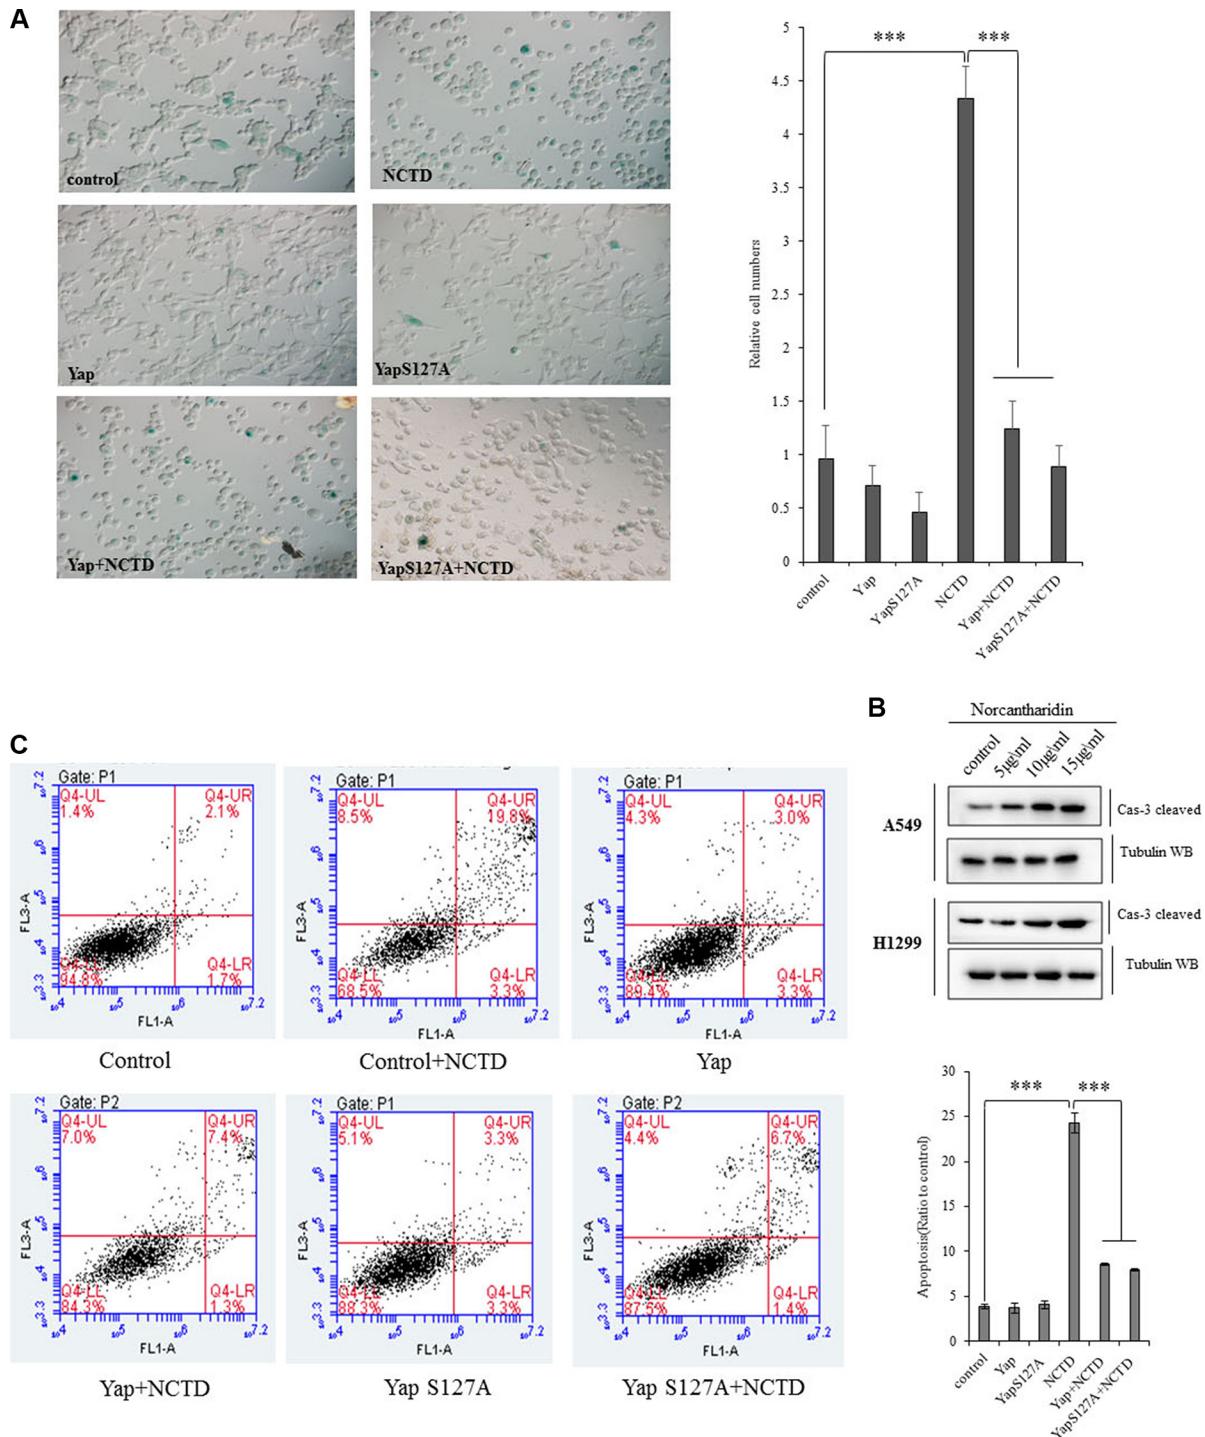 A
control
NCTD
Yap
YapS127A
Yap+NCTD
YapS127A+NCTD
Relative cell numbers
5
4.5
4
3.5
3
2.5
2
1.5
1
0.5
0
***
***
control
Yap
YapS127A
NCTD
Yap+NCTD
YapS127A+NCTD
B
Norcantharidin
control
5µg\ml
10µg\ml
15µg\ml
A549
Cas-3 cleaved
Tubulin WB
H1299
Cas-3 cleaved
Tubulin WB
C
Gate: P1
Q4-UL
1.4%
Q4-UR
2.1%
Q4-LL
94.8%
Q4-LR
1.7%
FL3-A
FL1-A
Control
Gate: P1
Q4-UL
8.5%
Q4-UR
19.8%
Q4-LL
68.5%
Q4-LR
3.3%
FL3-A
FL1-A
Control+NCTD
Gate: P1
Q4-UL
4.3%
Q4-UR
3.0%
Q4-LL
89.4%
Q4-LR
3.3%
FL3-A
FL1-A
Yap
Gate: P2
Q4-UL
7.0%
Q4-UR
7.4%
Q4-LL
84.3%
Q4-LR
1.3%
FL3-A
FL1-A
Yap+NCTD
Gate: P1
Q4-UL
5.1%
Q4-UR
3.3%
Q4-LL
88.3%
Q4-LR
3.3%
FL3-A
FL1-A
Yap S127A
Gate: P2
Q4-UL
4.4%
Q4-UR
6.7%
Q4-LL
87.5%
Q4-LR
1.4%
FL3-A
FL1-A
Yap S127A+NCTD
Apoptosis(Ratio to control)
30
25
20
15
10
5
0
***
***
control
Yap
YapS127A
NCTD
Yap+NCTD
YapS127A+NCTD